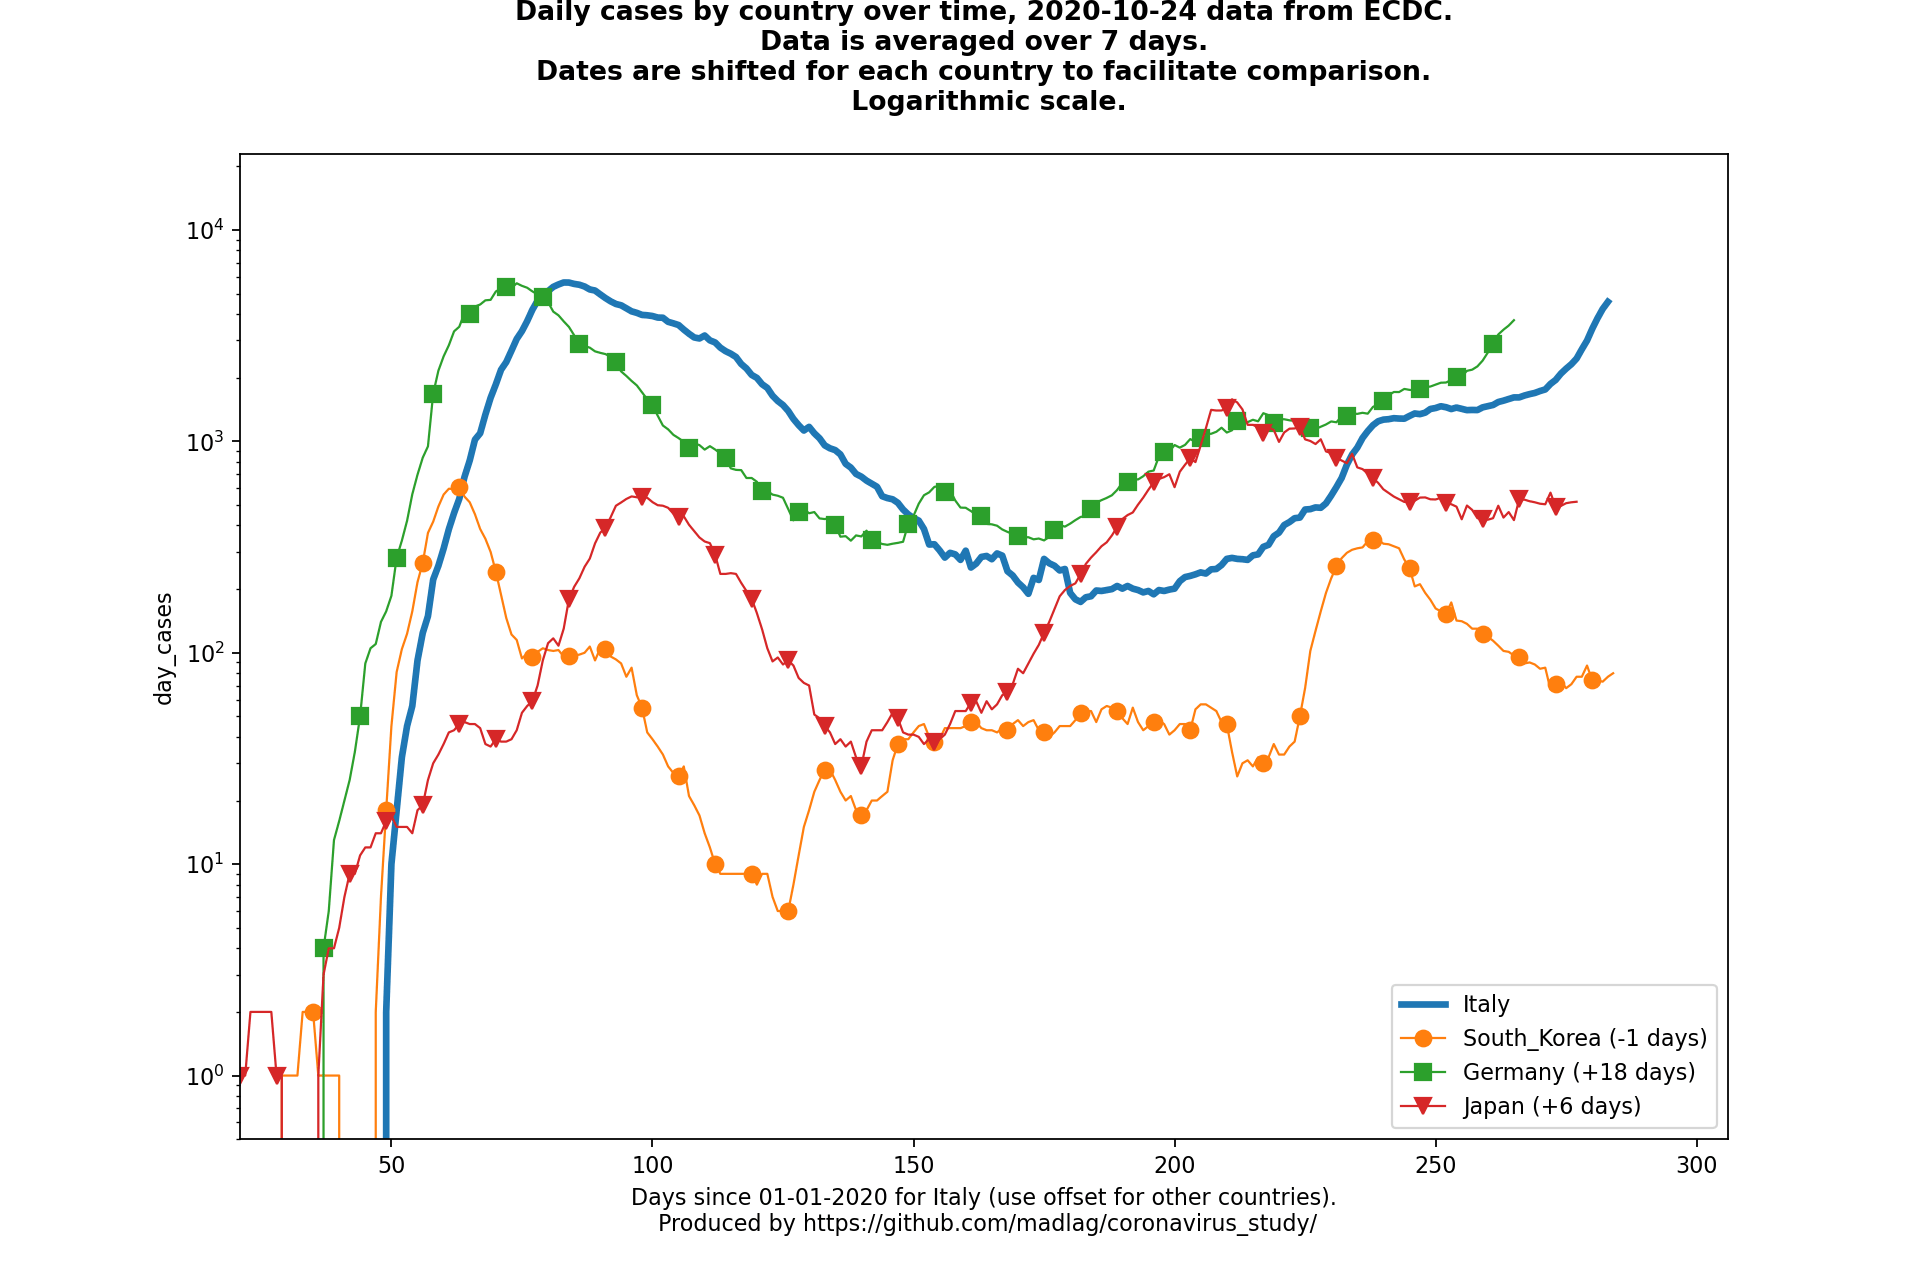 Daily cases by country over time, 2020-10-24 data from ECDC.
Data is averaged over 7 days.
Dates are shifted for each country to facilitate comparison.
Logarithmic scale.
10⁴
10³
10²
10¹
10⁰
day_cases
50 100 150 200 250 300
Italy
South_Korea (-1 days)
Germany (+18 days)
Japan (+6 days)
Days since 01-01-2020 for Italy (use offset for other countries).
Produced by https://github.com/madlag/coronavirus_study/